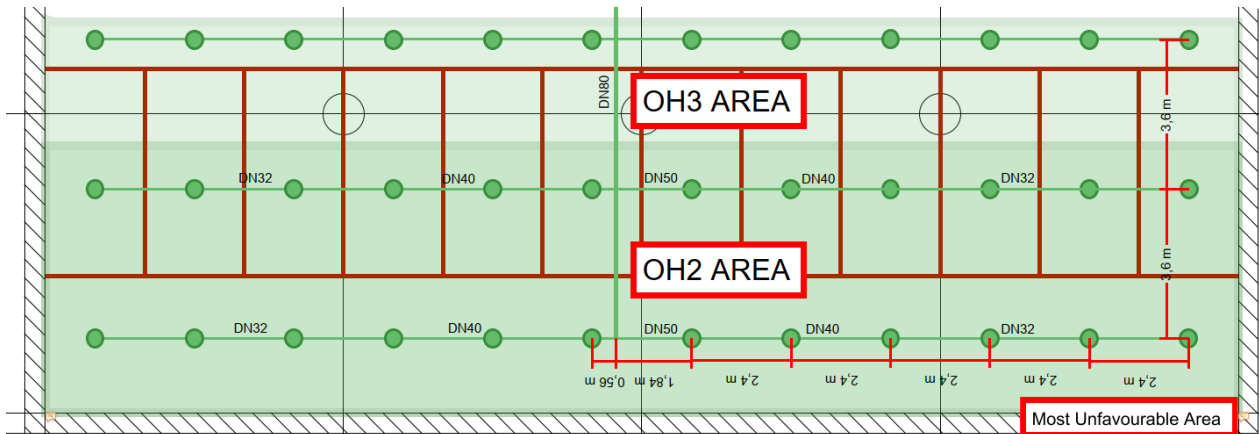 DN80
OH3 AREA
3,6 m
DN32
DN40
DN50
DN40
DN32
OH2 AREA
3,6 m
DN32
DN40
DN50
DN40
DN32
0,56 m
1,84 m
2,4 m
2,4 m
2,4 m
2,4 m
2,4 m
Most Unfavourable Area